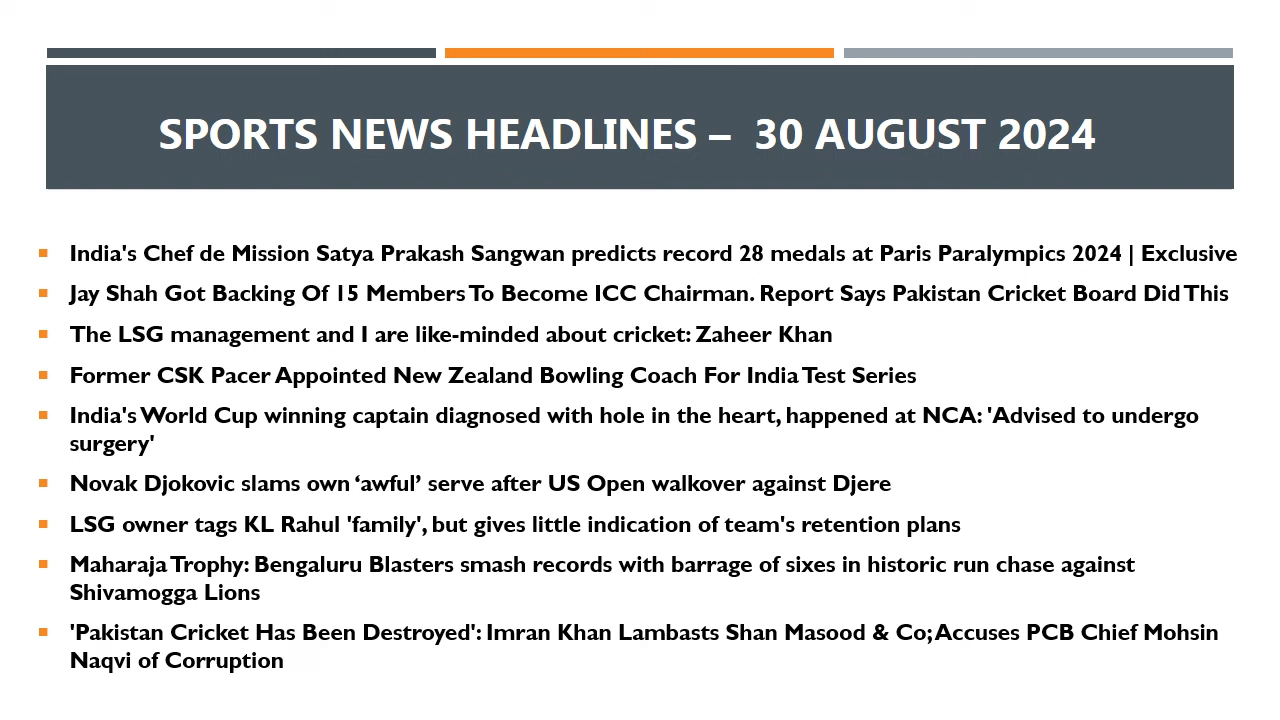 SPORTS NEWS HEADLINES – 30 AUGUST 2024
India's Chef de Mission Satya Prakash Sangwan predicts record 28 medals at Paris Paralympics 2024 | Exclusive
Jay Shah Got Backing Of 15 Members To Become ICC Chairman. Report Says Pakistan Cricket Board Did This
The LSG management and I are like-minded about cricket: Zaheer Khan
Former CSK Pacer Appointed New Zealand Bowling Coach For India Test Series
India's World Cup winning captain diagnosed with hole in the heart, happened at NCA: 'Advised to undergo
surgery'
Novak Djokovic slams own ‘awful’ serve after US Open walkover against Djere
LSG owner tags KL Rahul 'family', but gives little indication of team's retention plans
Maharaja Trophy: Bengaluru Blasters smash records with barrage of sixes in historic run chase against
Shivamogga Lions
'Pakistan Cricket Has Been Destroyed': Imran Khan Lambasts Shan Masood & Co; Accuses PCB Chief Mohsin
Naqvi of Corruption